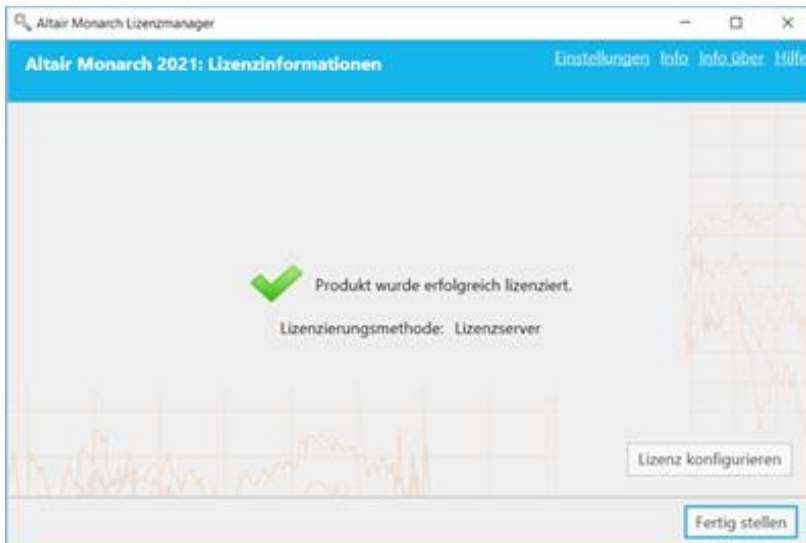 Altair Monarch Lizenzmanager
Altair Monarch 2021: Lizenzinformationen
Einstellungen Info Info über Hilfe
Produkt wurde erfolgreich lizenziert.
Lizenzierungsmethode: Lizenzserver
Lizenz konfigurieren
Fertig stellen